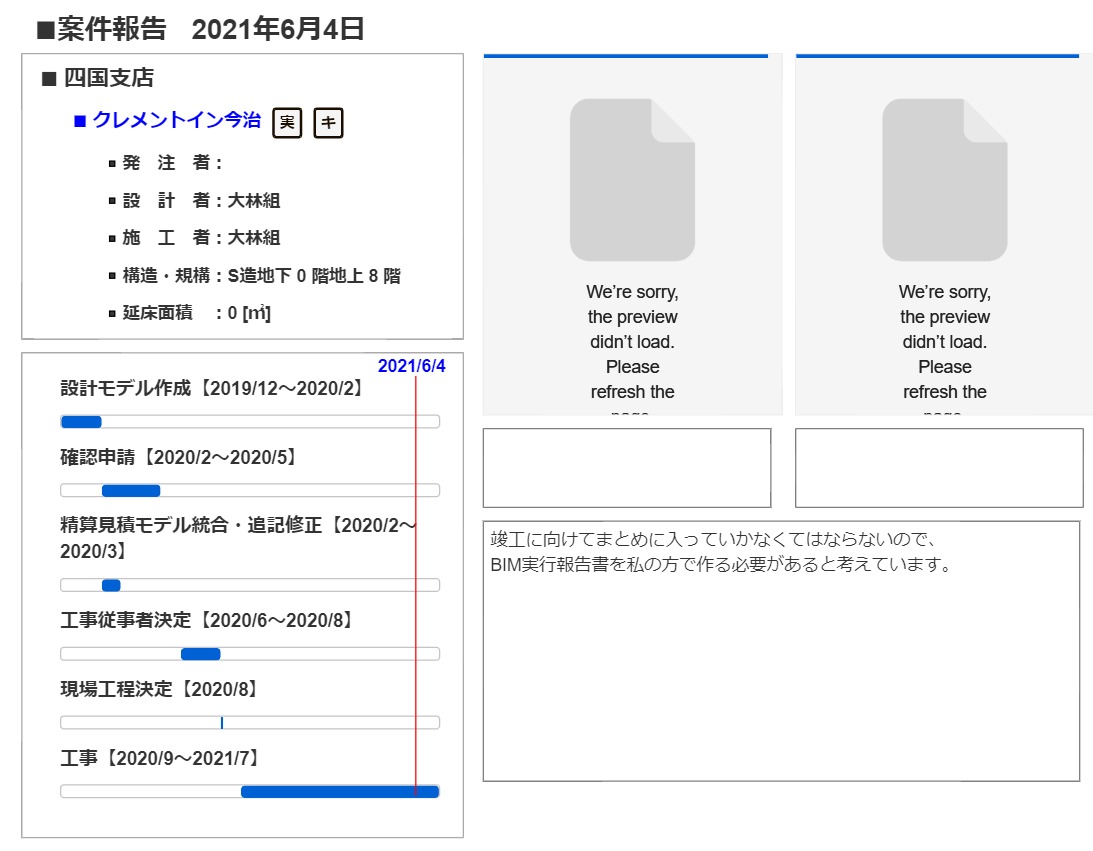 ■案件報告 2021年6月4日
■ 四国支店
■ クレメントイン今治 実 キ
▪ 発 注 者：
▪ 設 計 者：大林組
▪ 施 工 者：大林組
▪ 構造・規構：S造地下 0 階地上 8 階
▪ 延床面積 ：0 [㎡]
2021/6/4
設計モデル作成【2019/12～2020/2】
確認申請【2020/2～2020/5】
精算見積モデル統合・追記修正【2020/2～
2020/3】
工事従事者決定【2020/6～2020/8】
現場工程決定【2020/8】
工事【2020/9～2021/7】
We're sorry,
the preview
didn't load.
Please
refresh the
We're sorry,
the preview
didn't load.
Please
refresh the
竣工に向けてまとめに入っていかなくてはならないので、
BIM実行報告書を私の方で作る必要があると考えています。